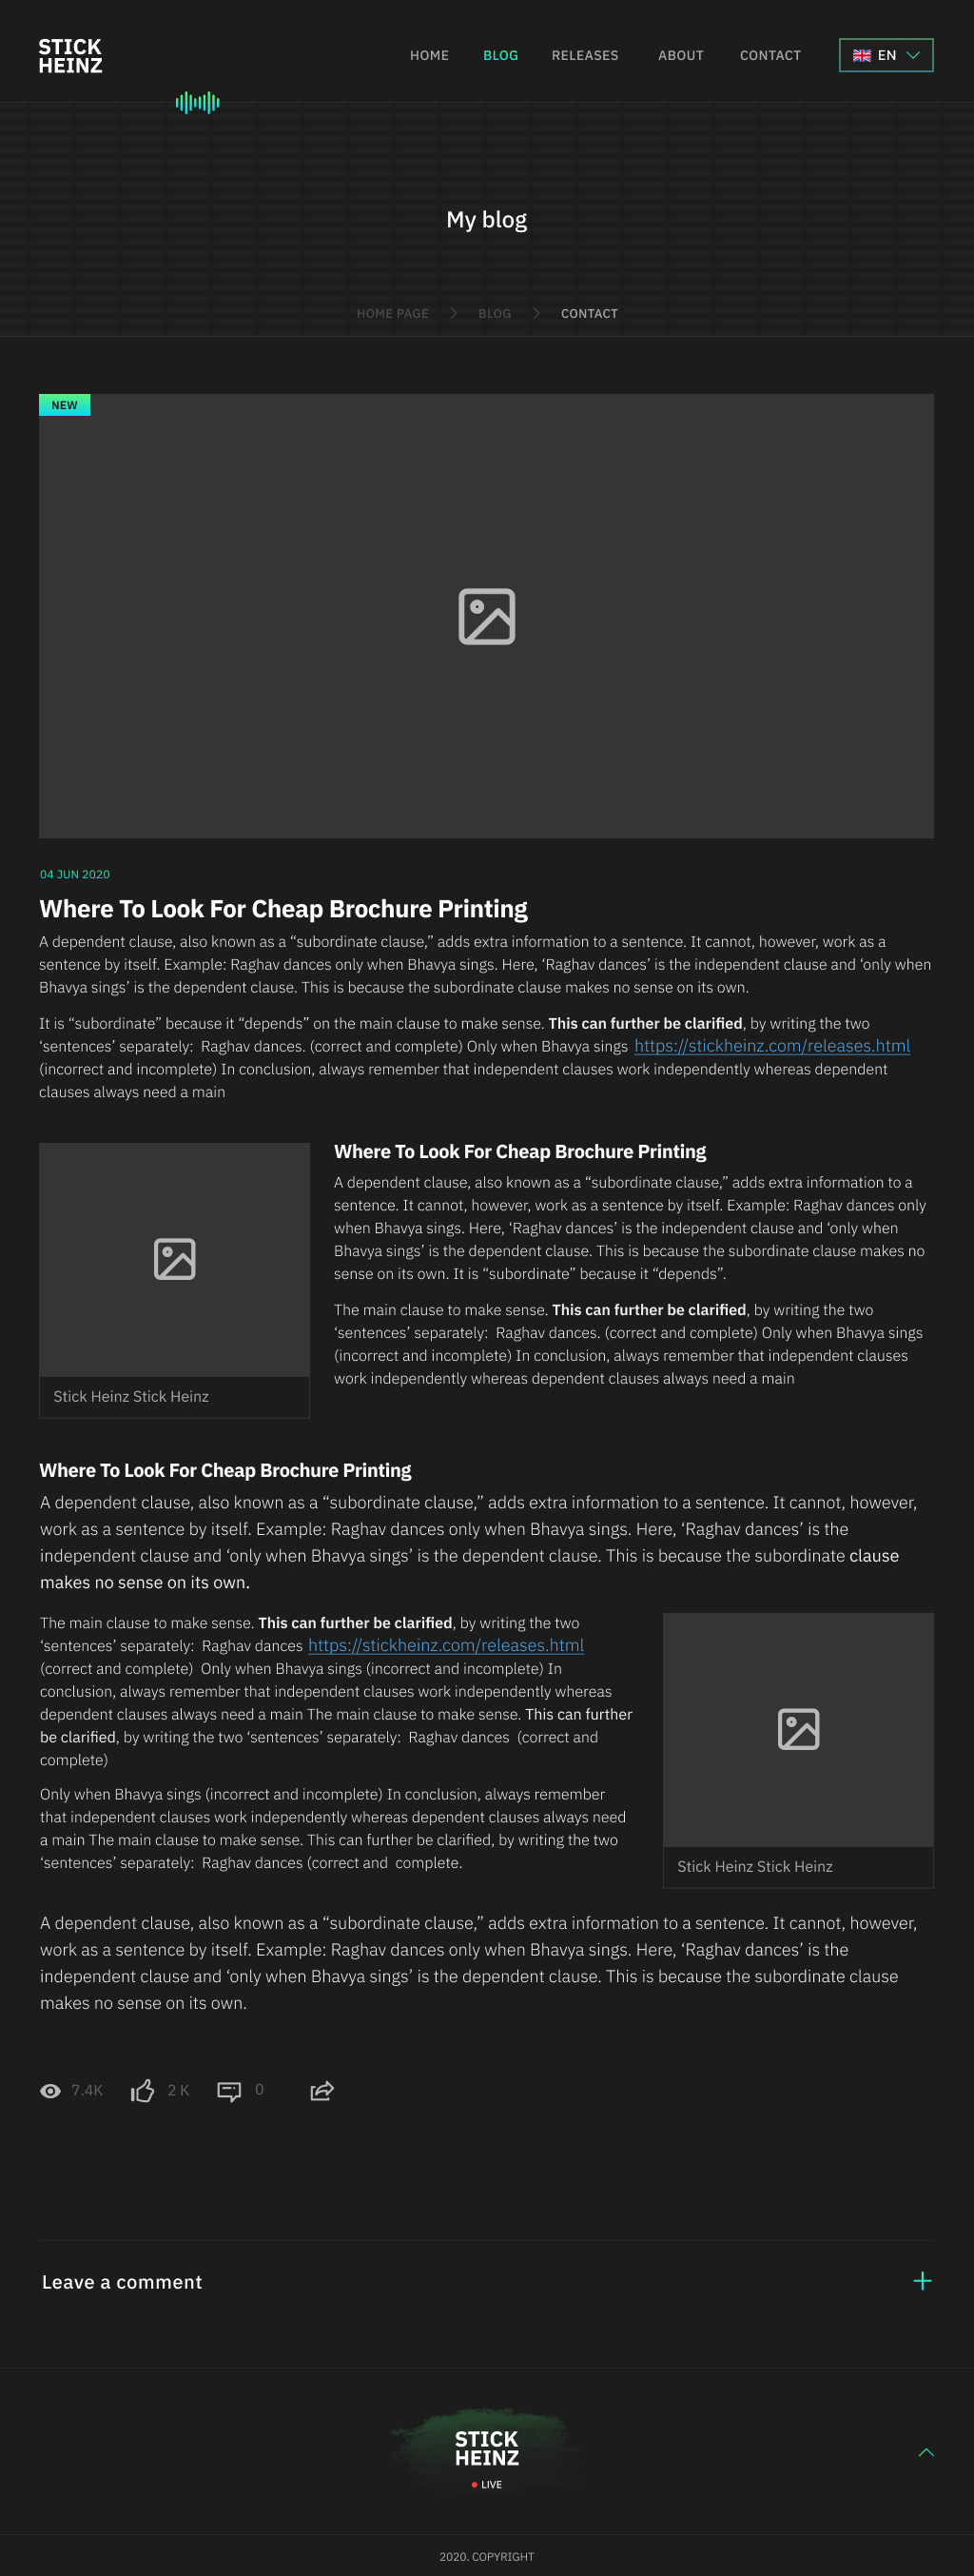 STICK
HEINZ
HOME BLOG RELEASES ABOUT CONTACT EN
My blog
HOME PAGE BLOG CONTACT
NEW
04 JUN 2020
Where To Look For Cheap Brochure Printing
A dependent clause, also known as a “subordinate clause,” adds extra information to a sentence. It cannot, however, work as a
sentence by itself. Example: Raghav dances only when Bhavya sings. Here, ‘Raghav dances’ is the independent clause and ‘only when
Bhavya sings’ is the dependent clause. This is because the subordinate clause makes no sense on its own.
It is “subordinate” because it “depends” on the main clause to make sense. This can further be clarified, by writing the two
‘sentences’ separately: Raghav dances. (correct and complete) Only when Bhavya sings https://stickheinz.com/releases.html
(incorrect and incomplete) In conclusion, always remember that independent clauses work independently whereas dependent
clauses always need a main
Where To Look For Cheap Brochure Printing
A dependent clause, also known as a “subordinate clause,” adds extra information to a
sentence. It cannot, however, work as a sentence by itself. Example: Raghav dances only
when Bhavya sings. Here, ‘Raghav dances’ is the independent clause and ‘only when
Bhavya sings’ is the dependent clause. This is because the subordinate clause makes no
sense on its own. It is “subordinate” because it “depends”.
The main clause to make sense. This can further be clarified, by writing the two
‘sentences’ separately: Raghav dances. (correct and complete) Only when Bhavya sings
(incorrect and incomplete) In conclusion, always remember that independent clauses
work independently whereas dependent clauses always need a main
Stick Heinz Stick Heinz
Where To Look For Cheap Brochure Printing
A dependent clause, also known as a “subordinate clause,” adds extra information to a sentence. It cannot, however,
work as a sentence by itself. Example: Raghav dances only when Bhavya sings. Here, ‘Raghav dances’ is the
independent clause and ‘only when Bhavya sings’ is the dependent clause. This is because the subordinate clause
makes no sense on its own.
The main clause to make sense. This can further be clarified, by writing the two
‘sentences’ separately: Raghav dances https://stickheinz.com/releases.html
(correct and complete) Only when Bhavya sings (incorrect and incomplete) In
conclusion, always remember that independent clauses work independently whereas
dependent clauses always need a main The main clause to make sense. This can further
be clarified, by writing the two ‘sentences’ separately: Raghav dances (correct and
complete)
Only when Bhavya sings (incorrect and incomplete) In conclusion, always remember
that independent clauses work independently whereas dependent clauses always need
a main The main clause to make sense. This can further be clarified, by writing the two
‘sentences’ separately: Raghav dances (correct and complete.
Stick Heinz Stick Heinz
A dependent clause, also known as a “subordinate clause,” adds extra information to a sentence. It cannot, however,
work as a sentence by itself. Example: Raghav dances only when Bhavya sings. Here, ‘Raghav dances’ is the
independent clause and ‘only when Bhavya sings’ is the dependent clause. This is because the subordinate clause
makes no sense on its own.
7.4K 2 K 0
Leave a comment
STICK
HEINZ
LIVE
2020. COPYRIGHT